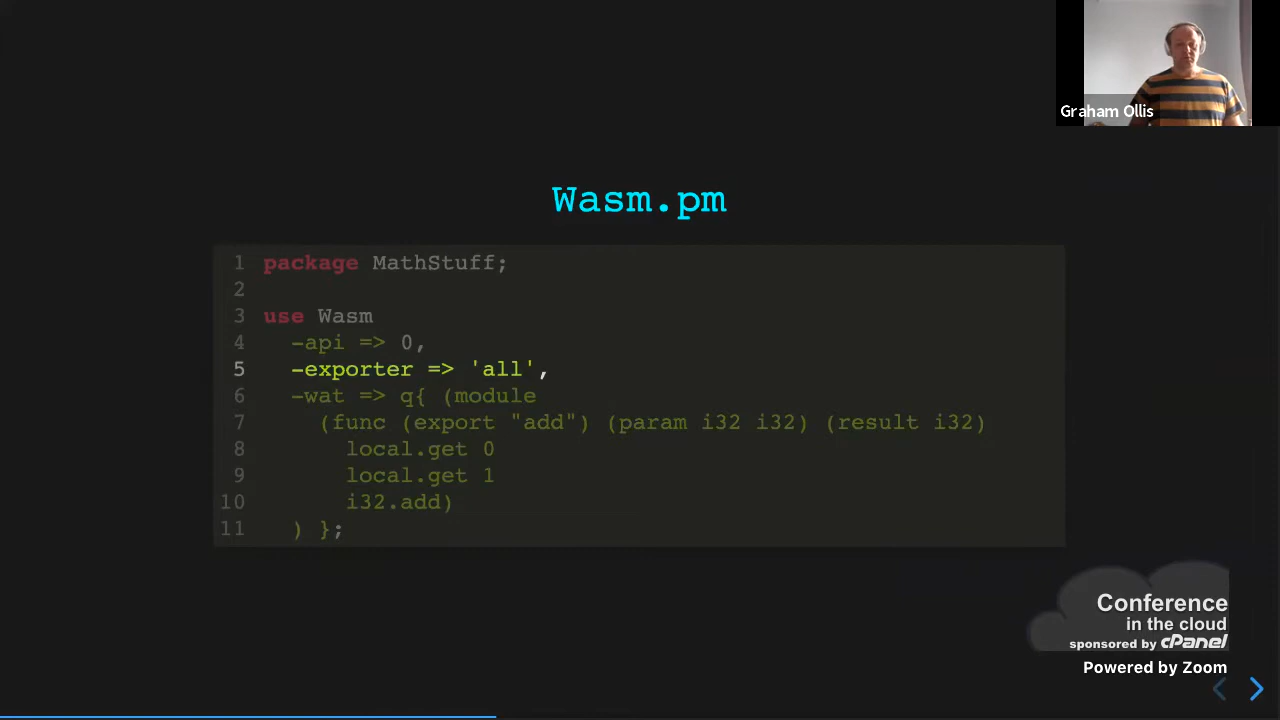 Graham Ollis
Wasm.pm
1 package MathStuff;
2
3 use Wasm
4   -api => 0,
5   -exporter => 'all',
6   -wat => q{ (module
7     (func (export "add") (param i32 i32) (result i32)
8       local.get 0
9       local.get 1
10       i32.add)
11   ) };
Conference
in the cloud
sponsored by cPanel
Powered by Zoom